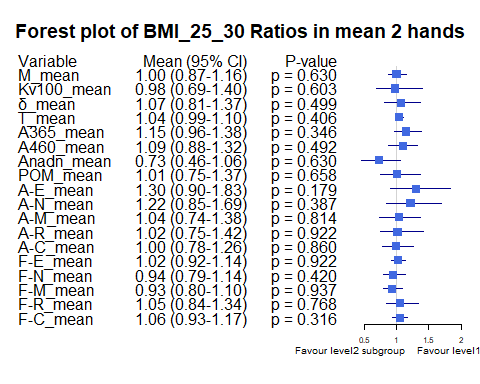 Forest plot of BMI_25_30 Ratios in mean 2 hands
Variable Mean (95% CI) P-value
M_mean 1.00 (0.87-1.16) p = 0.630
Kv100_mean 0.98 (0.69-1.40) p = 0.603
δ_mean 1.07 (0.81-1.37) p = 0.499
T_mean 1.04 (0.99-1.10) p = 0.406
A365_mean 1.15 (0.96-1.38) p = 0.346
A460_mean 1.09 (0.88-1.32) p = 0.492
Anadn_mean 0.73 (0.46-1.06) p = 0.630
POM_mean 1.01 (0.75-1.37) p = 0.658
A-E_mean 1.30 (0.90-1.83) p = 0.179
A-N_mean 1.22 (0.85-1.69) p = 0.387
A-M_mean 1.04 (0.74-1.38) p = 0.814
A-R_mean 1.02 (0.75-1.42) p = 0.922
A-C_mean 1.00 (0.78-1.26) p = 0.860
F-E_mean 1.02 (0.92-1.14) p = 0.922
F-N_mean 0.94 (0.79-1.14) p = 0.420
F-M_mean 0.93 (0.80-1.10) p = 0.937
F-R_mean 1.05 (0.84-1.34) p = 0.768
F-C_mean 1.06 (0.93-1.17) p = 0.316
0.5 1 1.5 2
Favour level2 subgroup Favour level1